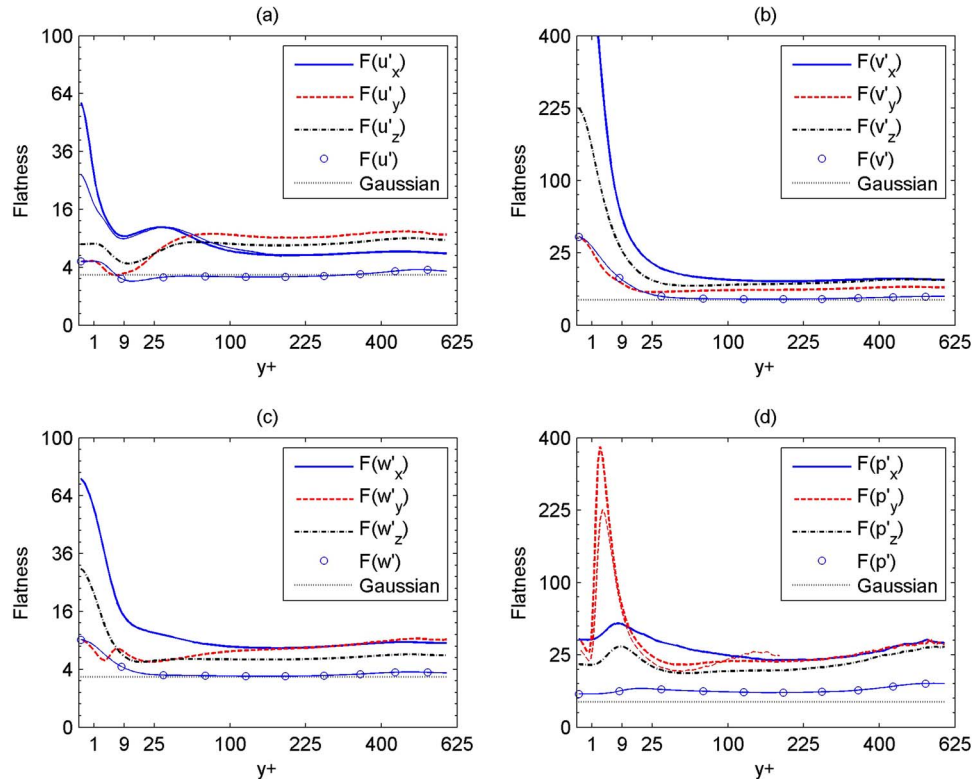 (a)
100
64
36
16
4
0
Flatness
F(u'x)
F(u'y)
F(u'z)
F(u')
Gaussian
1 9 25 100 225 400 625
y+
(b)
400
225
100
25
0
Flatness
F(v'x)
F(v'y)
F(v'z)
F(v')
Gaussian
1 9 25 100 225 400 625
y+
(c)
100
64
36
16
4
0
Flatness
F(w'x)
F(w'y)
F(w'z)
F(w')
Gaussian
1 9 25 100 225 400 625
y+
(d)
400
225
100
25
0
Flatness
F(p'x)
F(p'y)
F(p'z)
F(p')
Gaussian
1 9 25 100 225 400 625
y+